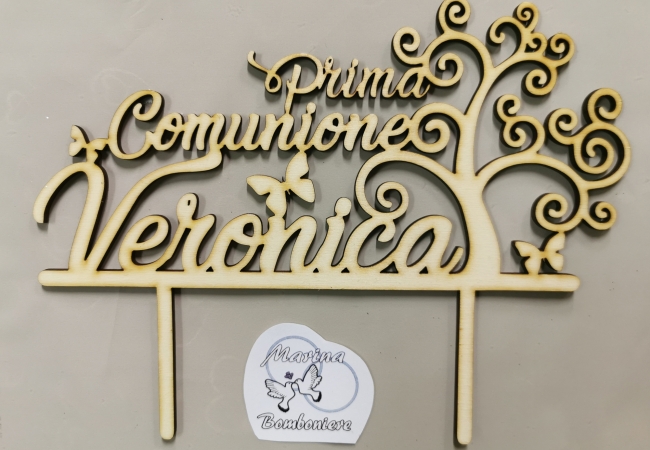 Prima
Comunione
Veronica
Marina
Bomboniere